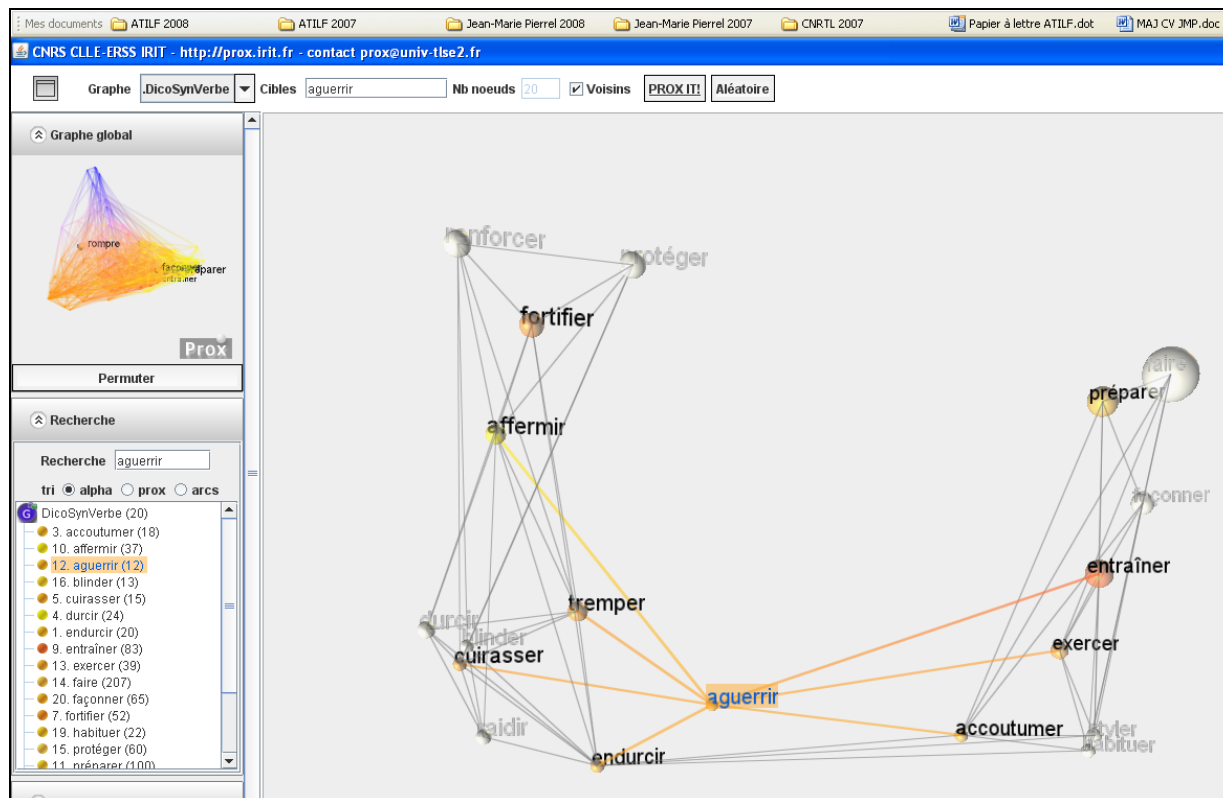 Mes documents ATILF 2008 ATILF 2007 Jean-Marie Pierrel 2008 Jean-Marie Pierrel 2007 CNRTL 2007 Papier à lettre ATILF.dot MAJ CV JMP.doc
CNRS CLLE-ERSS IRIT - http://prox.irit.fr - contact prox@univ-tlse2.fr
Graphe .DicoSynVerbe Cibles aguerrir Nb noeuds 20 Voisins PROX IT! Aléatoire
Graphe global
rompre
façonner
préparer
entraîner
Prox
Permuter
Recherche
Recherche aguerrir
tri alpha prox arcs
DicoSynVerbe (20)
3. accoutumer (18)
10. affermir (37)
12. aguerrir (12)
16. blinder (13)
5. cuirasser (15)
4. durcir (24)
1. endurcir (20)
9. entraîner (83)
13. exercer (39)
14. faire (207)
20. façonner (65)
7. fortifier (52)
19. habituer (22)
15. protéger (60)
11. préparer (100)
renforcer
protéger
fortifier
faire
préparer
affermir
façonner
entraîner
tremper
durcir
blinder
exercer
cuirasser
aguerrir
raidir
accoutumer
styler
habituer
endurcir